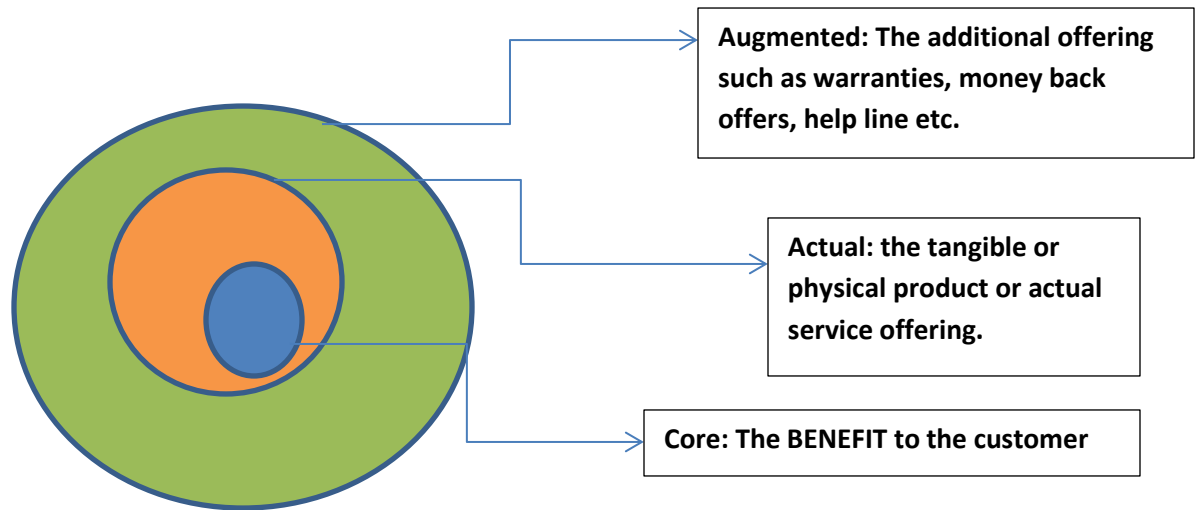 Augmented: The additional offering
such as warranties, money back
offers, help line etc.
Actual: the tangible or
physical product or actual
service offering.
Core: The BENEFIT to the customer